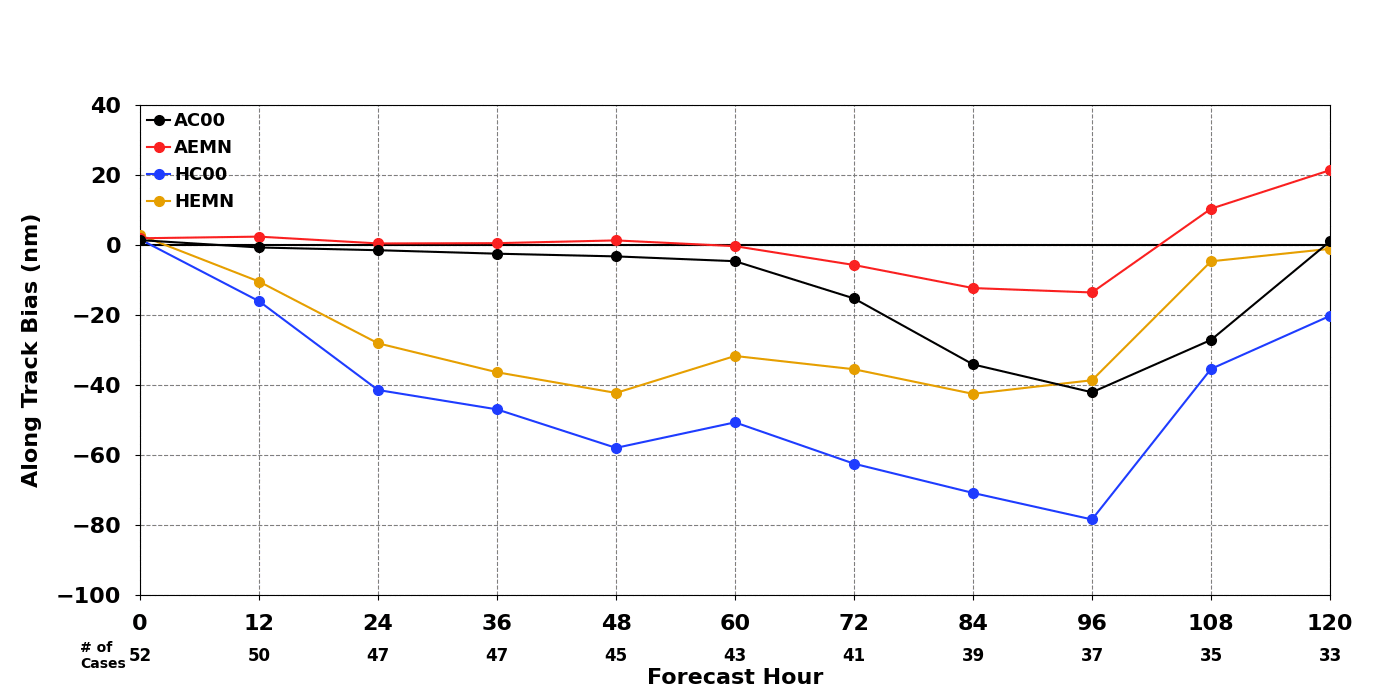 AC00
AEMN
HC00
HEMN
40
20
0
−20
−40
−60
−80
−100
Along Track Bias (nm)
0 12 24 36 48 60 72 84 96 108 120
# of
Cases
52 50 47 47 45 43 41 39 37 35 33
Forecast Hour